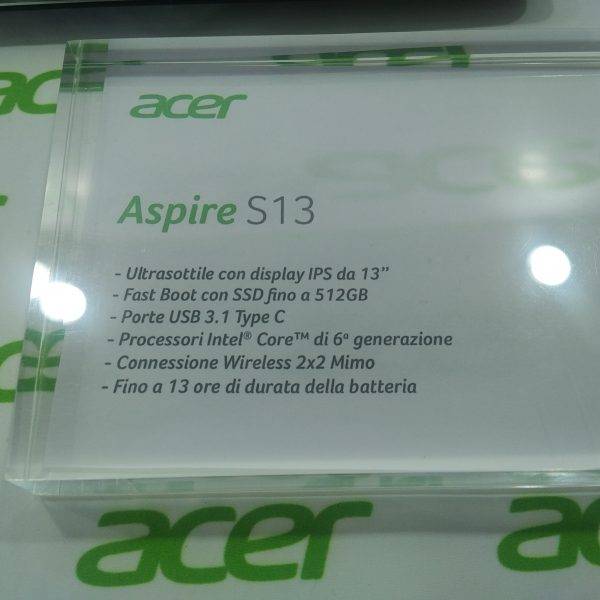 acer
Aspire S13
- Ultrasottile con display IPS da 13”
- Fast Boot con SSD fino a 512GB
- Porte USB 3.1 Type C
- Processori Intel® Core™ di 6ª generazione
- Connessione Wireless 2x2 Mimo
- Fino a 13 ore di durata della batteria
acer